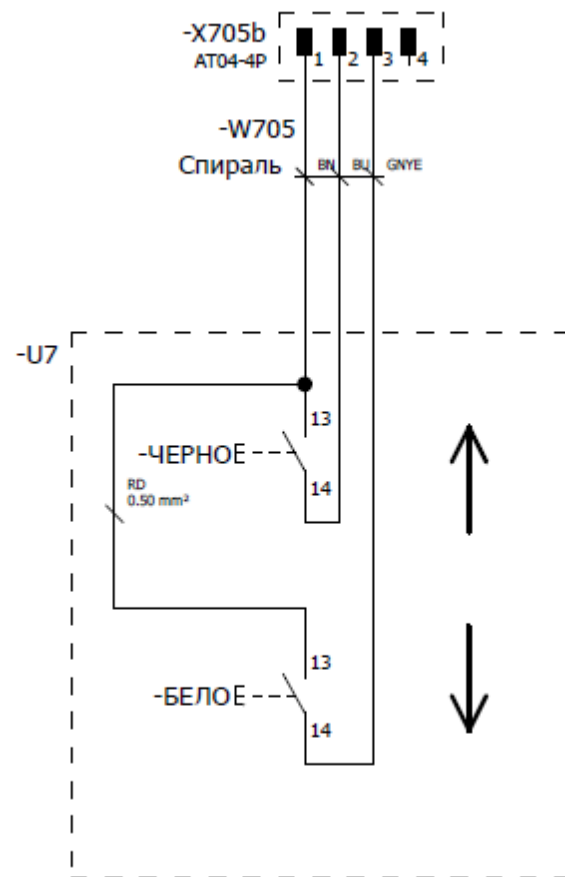 -X705b
AT04-4P
1 2 3 4
-W705
Спираль BN BU GNYE
-U7
13
-ЧЕРНОЕ
14
RD
0.50 mm²
13
-БЕЛОЕ
14